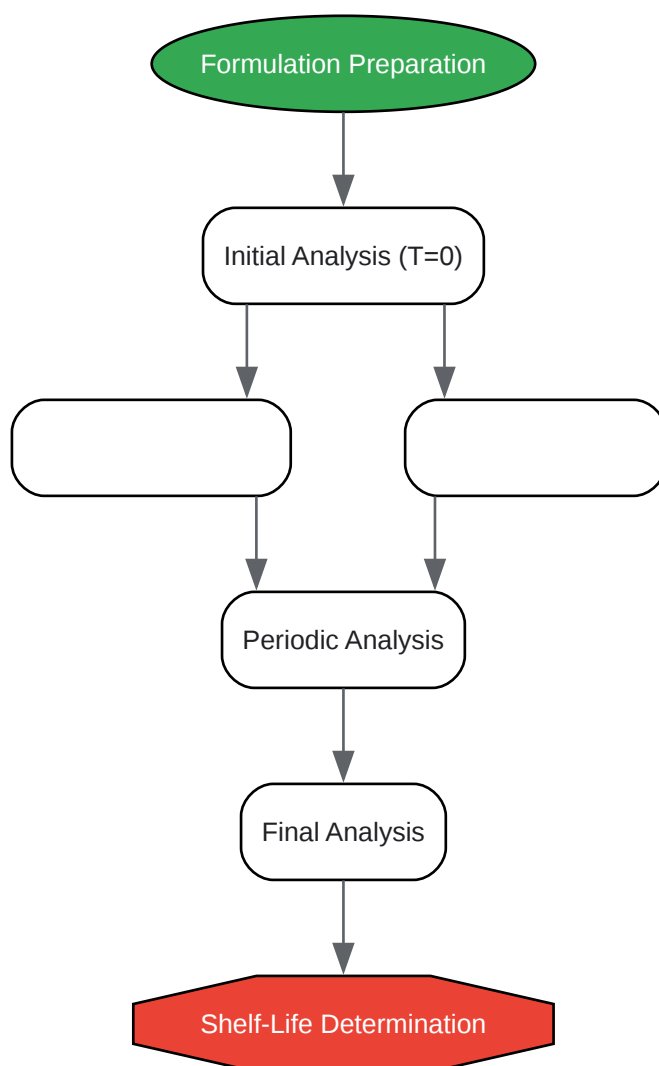 Formulation Preparation
Initial Analysis (T=0)
Periodic Analysis
Final Analysis
Shelf-Life Determination